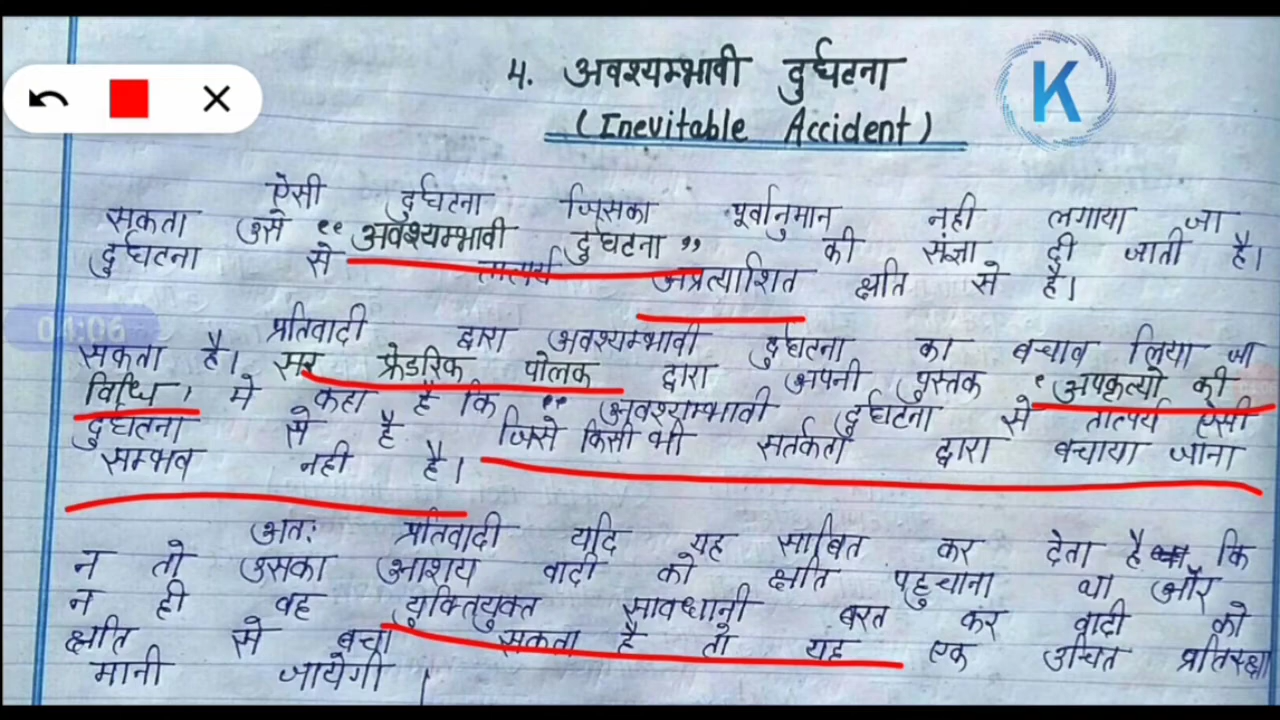 4. अवश्यम्भावी दुर्घटना
(Inevitable Accident)
K
ऐसी दुर्घटना जिसका पूर्वानुमान नही लगाया जा
सकता उसे "अवश्यम्भावी दुर्घटना" की संज्ञा दी जाती है।
दुर्घटना से तात्पर्य अप्रत्याशित क्षति से है।
01:06
प्रतिवादी द्वारा अवश्यम्भावी दुर्घटना का बचाव लिया जा
सकता है। सर फ्रेडरिक पोलक द्वारा अपनी पुस्तक 'अपकृत्यो की
विधि' मे कहा है कि "अवश्यम्भावी दुर्घटना से तात्पर्य ऐसी
दुर्घटना से है जिसे किसी भी सतर्कता द्वारा बचाया जाना
सम्भव नही है।
अतः प्रतिवादी यदि यह साबित कर देता है कि
न तो उसका आशय वादी को क्षति पहुचाना था और
न ही वह युक्तियुक्त सावधानी बरत कर वादी को
क्षति से बचा सकता है तो यह एक उचित प्रतिरक्षा
मानी जायेगी।